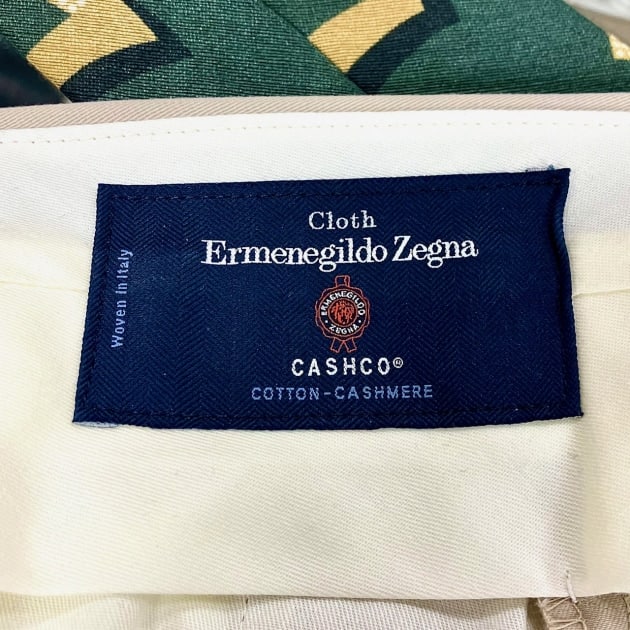 Cloth
Ermenegildo Zegna
Woven in Italy
ERMENEGILDO
ZEGNA
CASHCO®
COTTON-CASHMERE